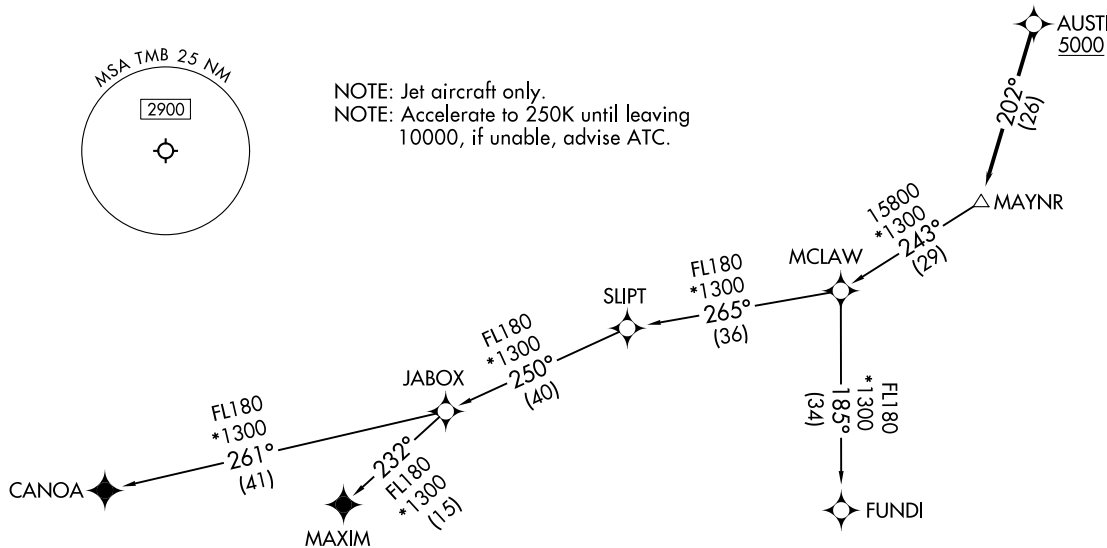 MSA TMB 25 NM
2900
NOTE: Jet aircraft only.
NOTE: Accelerate to 250K until leaving
10000, if unable, advise ATC.
5000
202°
(26)
MAYNR
15800
*1300
243°
(29)
MCLAW
FL180
*1300
265°
(36)
SLIPT
FL180
*1300
250°
(40)
JABOX
FL180
*1300
261°
(41)
CANOA
232°
FL180
*1300
(15)
MAXIM
FL180
*1300
185°
(34)
FUNDI